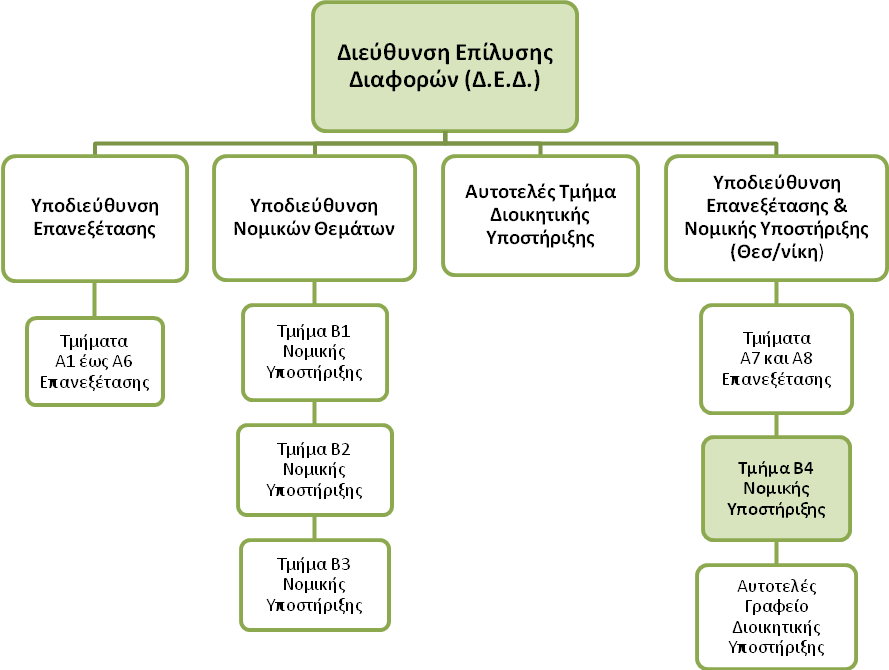 Διεύθυνση Επίλυσης
Διαφορών (Δ.Ε.Δ.)
Υποδιεύθυνση
Επανεξέτασης
Τμήματα
Α1 έως Α6
Επανεξέτασης
Υποδιεύθυνση
Νομικών Θεμάτων
Τμήμα Β1
Νομικής
Υποστήριξης
Τμήμα Β2
Νομικής
Υποστήριξης
Τμήμα Β3
Νομικής
Υποστήριξης
Αυτοτελές Τμήμα
Διοικητικής
Υποστήριξης
Υποδιεύθυνση
Επανεξέτασης &
Νομικής Υποστήριξης
(Θεσ/νίκη)
Τμήματα
Α7 και Α8
Επανεξέτασης
Τμήμα Β4
Νομικής
Υποστήριξης
Αυτοτελές
Γραφείο
Διοικητικής
Υποστήριξης